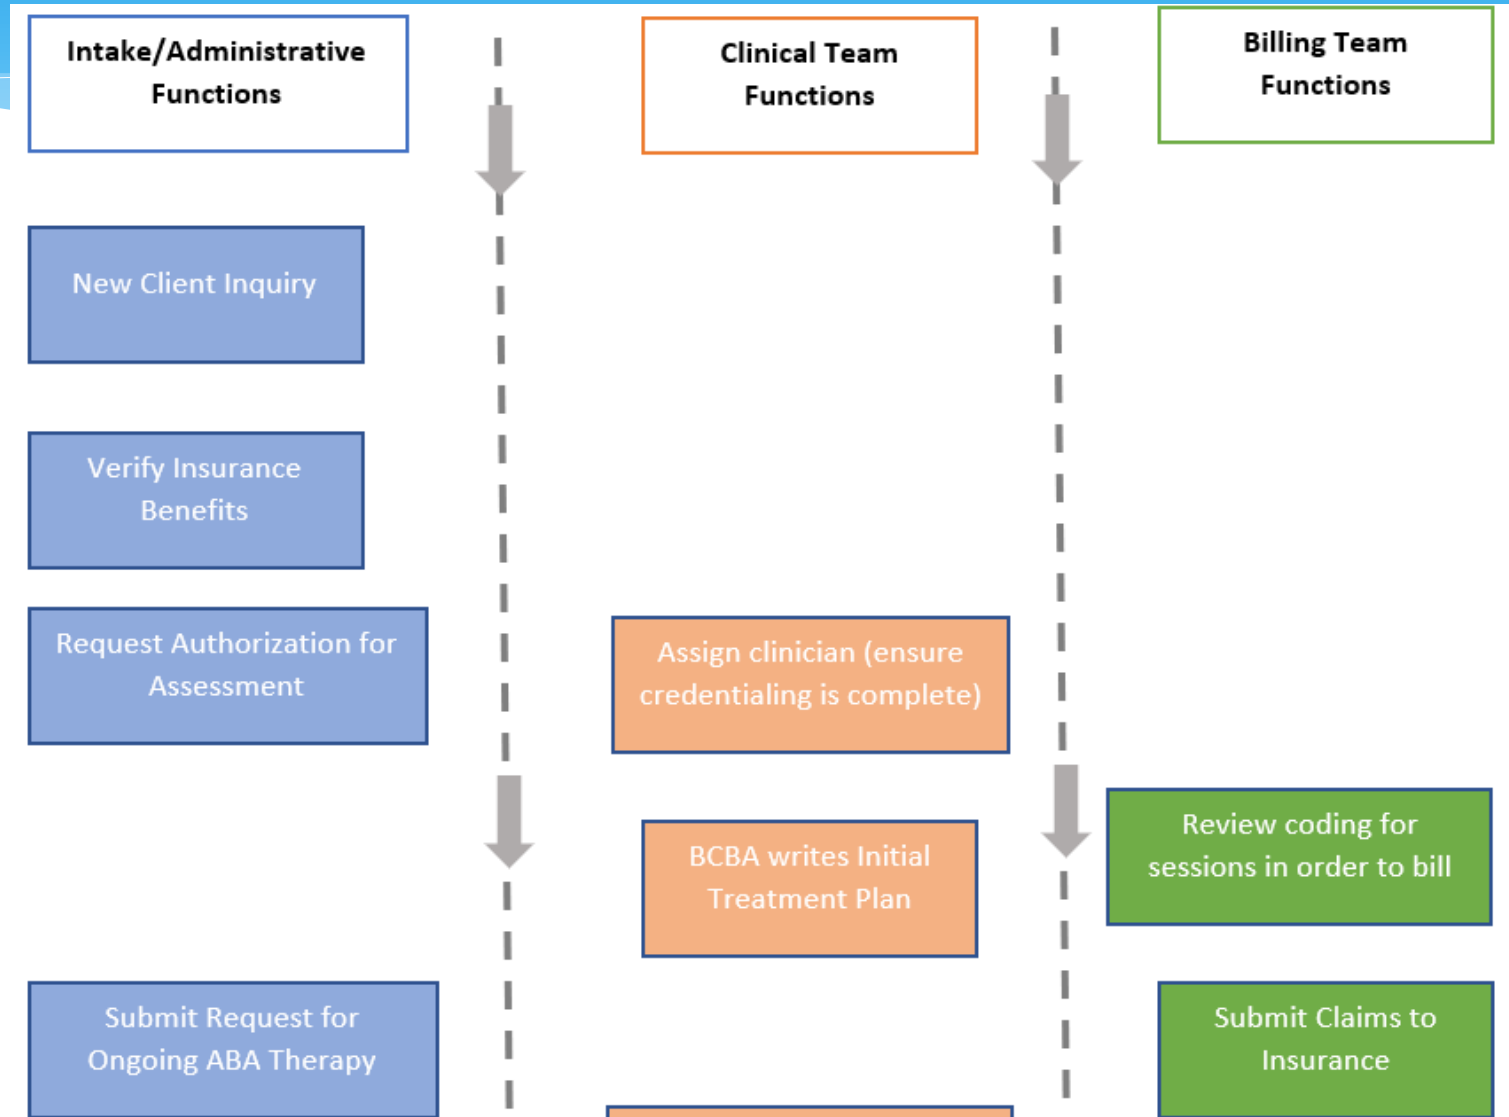 Intake/Administrative
Functions
Clinical Team
Functions
Billing Team
Functions
New Client Inquiry
Verify Insurance
Benefits
Request Authorization for
Assessment
Assign clinician (ensure
credentialing is complete)
BCBA writes Initial
Treatment Plan
Review coding for
sessions in order to bill
Submit Request for
Ongoing ABA Therapy
Submit Claims to
Insurance